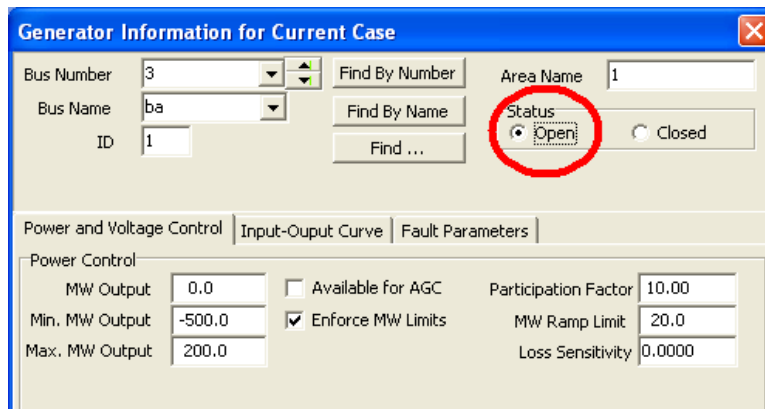 Generator Information for Current Case
Bus Number 3 Find By Number Area Name 1
Bus Name ba Find By Name Status
Open Closed
ID 1 Find ...
Power and Voltage Control Input-Ouput Curve Fault Parameters
Power Control
MW Output 0.0 Available for AGC Participation Factor 10.00
Min. MW Output -500.0 Enforce MW Limits MW Ramp Limit 20.0
Max. MW Output 200.0 Loss Sensitivity 0.0000